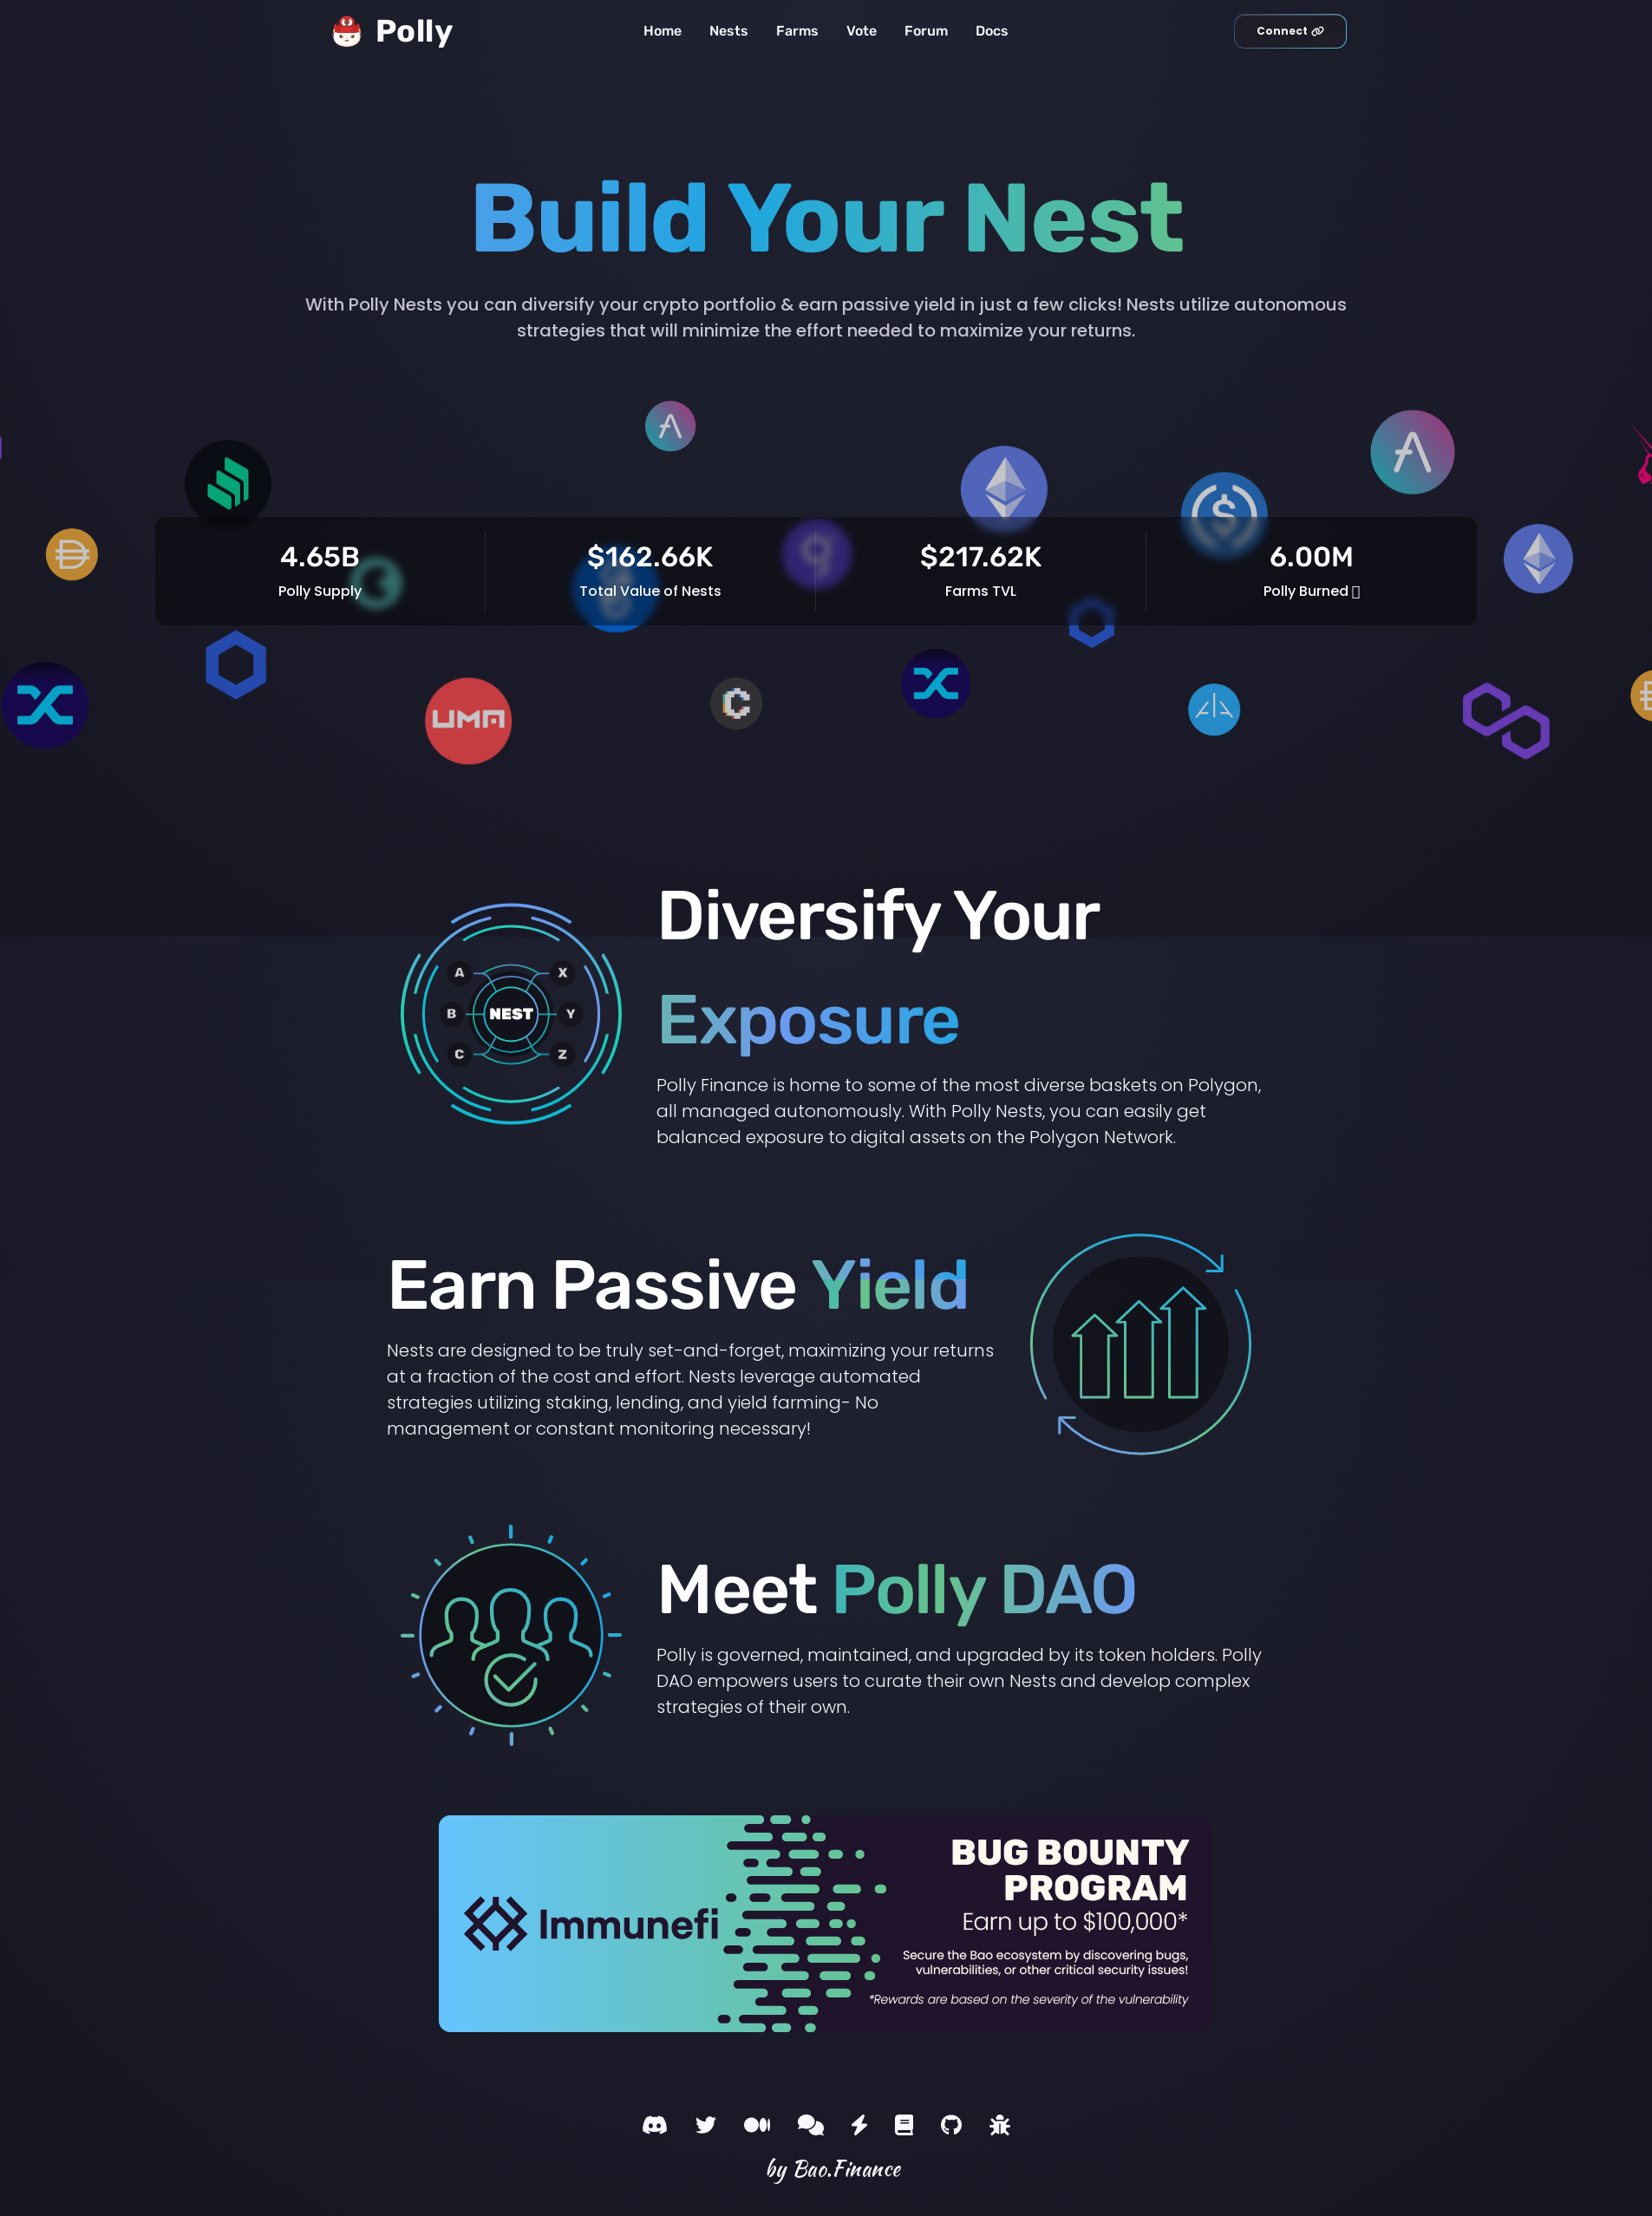 Polly
Home
Nests
Farms
Vote
Forum
Docs
Connect
Build Your Nest
With Polly Nests you can diversify your crypto portfolio & earn passive yield in just a few clicks! Nests utilize autonomous
strategies that will minimize the effort needed to maximize your returns.
4.65B
Polly Supply
$162.66K
Total Value of Nests
$217.62K
Farms TVL
6.00M
Polly Burned
UMA
A
X
B
NEST
Y
C
Z
Diversify Your
Exposure
Polly Finance is home to some of the most diverse baskets on Polygon,
all managed autonomously. With Polly Nests, you can easily get
balanced exposure to digital assets on the Polygon Network.
Earn Passive Yield
Nests are designed to be truly set-and-forget, maximizing your returns
at a fraction of the cost and effort. Nests leverage automated
strategies utilizing staking, lending, and yield farming- No
management or constant monitoring necessary!
Meet Polly DAO
Polly is governed, maintained, and upgraded by its token holders. Polly
DAO empowers users to curate their own Nests and develop complex
strategies of their own.
Immunefi
BUG BOUNTY
PROGRAM
Earn up to $100,000*
Secure the Bao ecosystem by discovering bugs,
vulnerabilities, or other critical security issues!
*Rewards are based on the severity of the vulnerability
by Bao.Finance